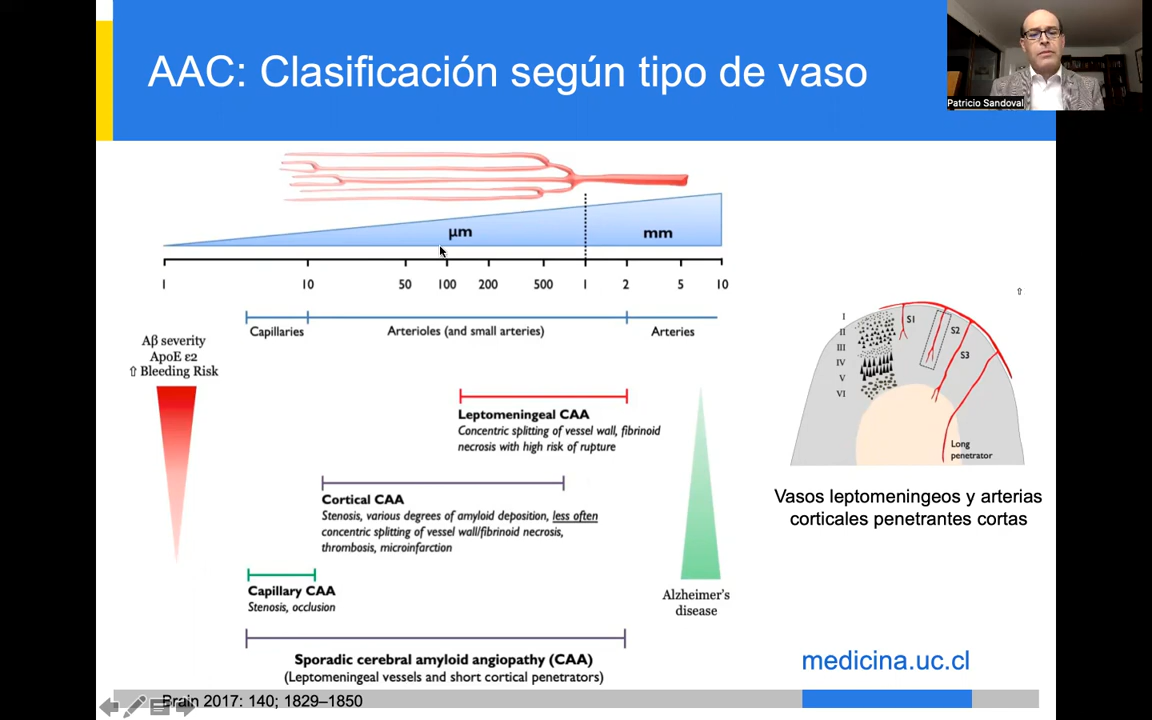 AAC: Clasificación según tipo de vaso
Patricio Sandoval
µm
mm
1
10
50
100
200
500
1
2
5
10
Capillaries
Arterioles (and small arteries)
Arteries
Aβ severity
ApoE ε2
⇧ Bleeding Risk
Leptomeningeal CAA
Concentric splitting of vessel wall, fibrinoid
necrosis with high risk of rupture
Cortical CAA
Stenosis, various degrees of amyloid deposition, less often
concentric splitting of vessel wall/fibrinoid necrosis,
thrombosis, microinfarction
Capillary CAA
Stenosis, occlusion
Alzheimer's
disease
Sporadic cerebral amyloid angiopathy (CAA)
(Leptomeningeal vessels and short cortical penetrators)
⇧
I
II
III
IV
V
VI
S1
S2
S3
Long
penetrator
Vasos leptomeningeos y arterias
corticales penetrantes cortas
medicina.uc.cl
Brain 2017: 140; 1829–1850